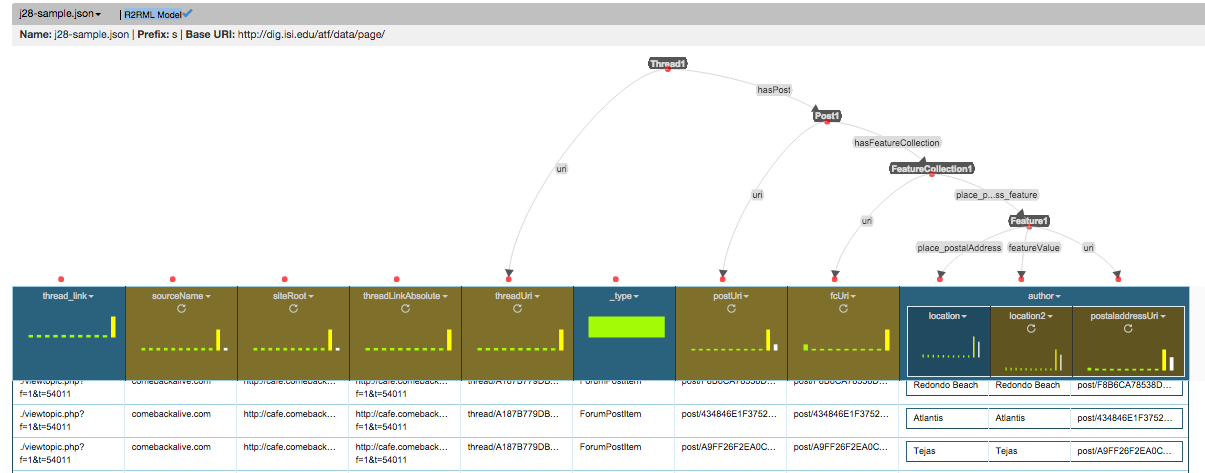 j28-sample.json | R2RML Model
Name: j28-sample.json | Prefix: s | Base URI: http://dig.isi.edu/atf/data/page/
Thread1
hasPost
Post1
hasFeatureCollection
uri
FeatureCollection1
uri
place_p...ss_feature
uri
Feature1
place_postalAddress featureValue uri
thread_link sourceName siteRoot threadLinkAbsolute threadUri _type postUri fcUri author
location location2 postaladdressUri
./viewtopic.php? comebackalive.com http://cafe.comeback... http://cafe.comeback... thread/A187B779DB... ForumPostItem post/F8B6CA78538D... post/F8B6CA78538D... Redondo Beach Redondo Beach post/F8B6CA78538D...
f=1&t=54011
./viewtopic.php? comebackalive.com http://cafe.comeback... http://cafe.comeback... thread/A187B779DB... ForumPostItem post/434846E1F3752... post/434846E1F3752... Atlantis Atlantis post/434846E1F3752...
f=1&t=54011
./viewtopic.php? comebackalive.com http://cafe.comeback... http://cafe.comeback... thread/A187B779DB... ForumPostItem post/A9FF26F2EA0C... post/A9FF26F2EA0C... Tejas Tejas post/A9FF26F2EA0C...
f=1&t=54011